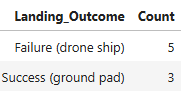 Landing_Outcome Count
Failure (drone ship) 5
Success (ground pad) 3